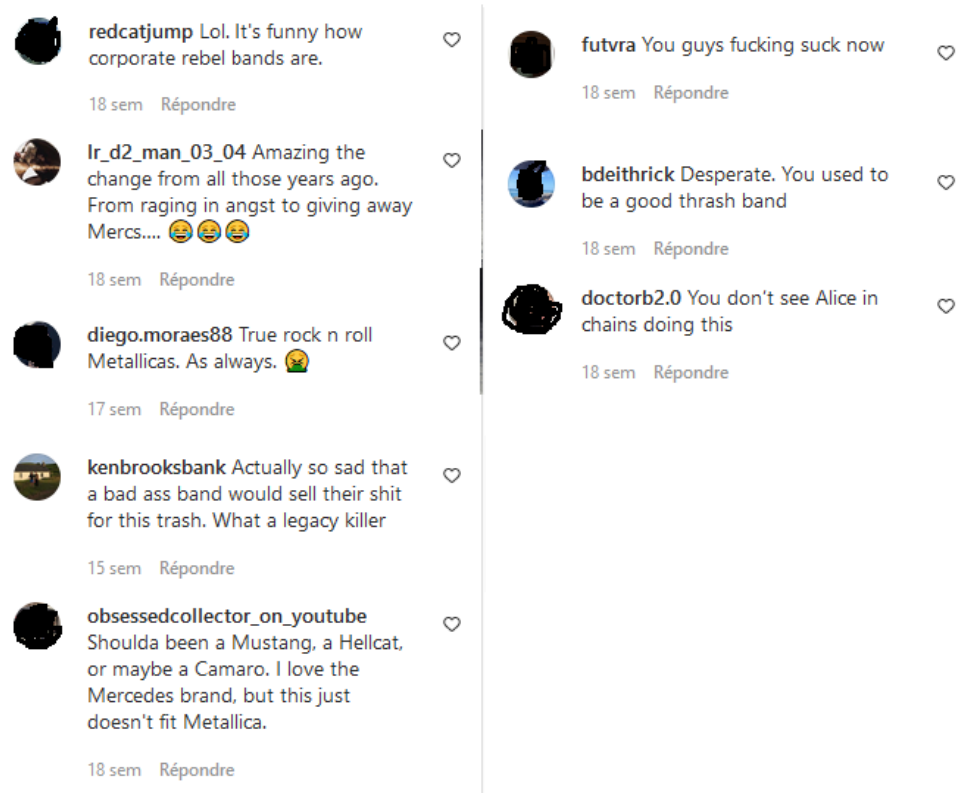 redcatjump Lol. It's funny how
corporate rebel bands are.
18 sem Répondre
lr_d2_man_03_04 Amazing the
change from all those years ago.
From raging in angst to giving away
Mercs.... 😂😂😂
18 sem Répondre
diego.moraes88 True rock n roll
Metallicas. As always. 🤮
17 sem Répondre
kenbrooksbank Actually so sad that
a bad ass band would sell their shit
for this trash. What a legacy killer
15 sem Répondre
obsessedcollector_on_youtube
Shoulda been a Mustang, a Hellcat,
or maybe a Camaro. I love the
Mercedes brand, but this just
doesn't fit Metallica.
18 sem Répondre
futvra You guys fucking suck now
18 sem Répondre
bdeithrick Desperate. You used to
be a good thrash band
18 sem Répondre
doctorb2.0 You don’t see Alice in
chains doing this
18 sem Répondre